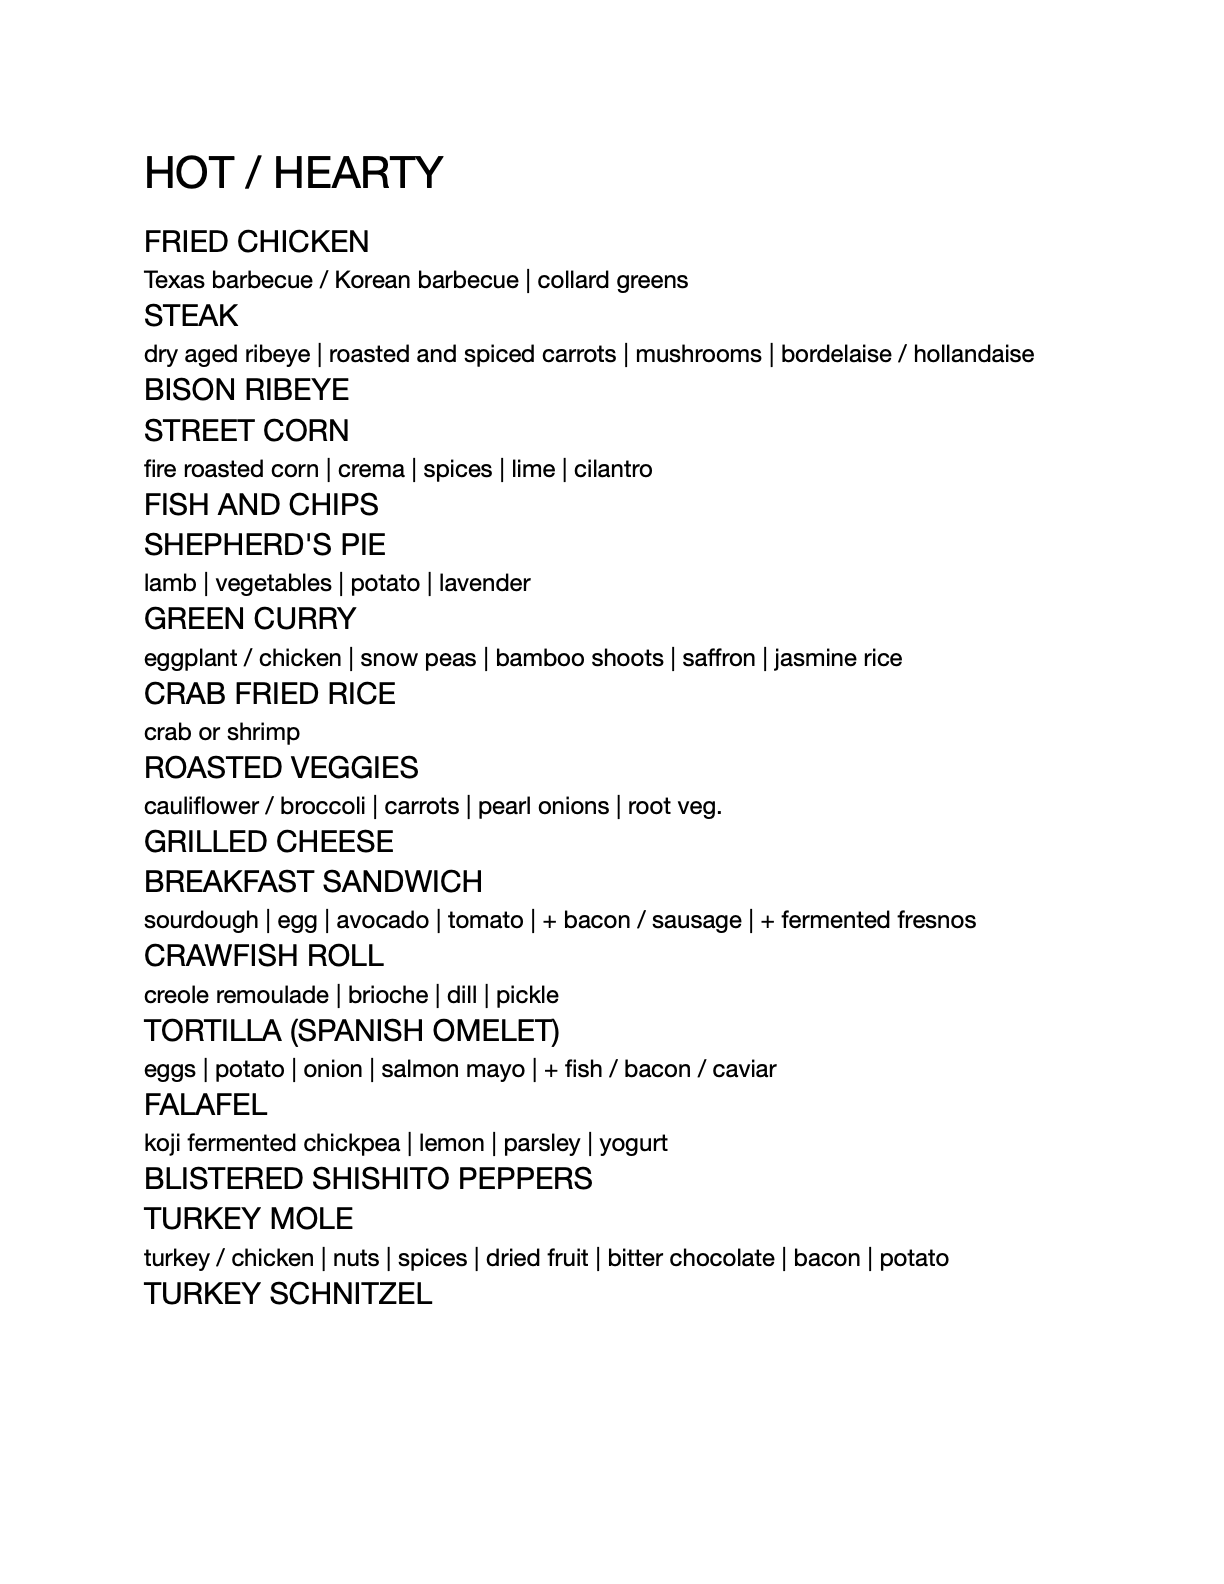 HOT / HEARTY
FRIED CHICKEN
Texas barbecue / Korean barbecue | collard greens
STEAK
dry aged ribeye | roasted and spiced carrots | mushrooms | bordelaise / hollandaise
BISON RIBEYE
STREET CORN
fire roasted corn | crema | spices | lime | cilantro
FISH AND CHIPS
SHEPHERD'S PIE
lamb | vegetables | potato | lavender
GREEN CURRY
eggplant / chicken | snow peas | bamboo shoots | saffron | jasmine rice
CRAB FRIED RICE
crab or shrimp
ROASTED VEGGIES
cauliflower / broccoli | carrots | pearl onions | root veg.
GRILLED CHEESE
BREAKFAST SANDWICH
sourdough | egg | avocado | tomato | + bacon / sausage | + fermented fresnos
CRAWFISH ROLL
creole remoulade | brioche | dill | pickle
TORTILLA (SPANISH OMELET)
eggs | potato | onion | salmon mayo | + fish / bacon / caviar
FALAFEL
koji fermented chickpea | lemon | parsley | yogurt
BLISTERED SHISHITO PEPPERS
TURKEY MOLE
turkey / chicken | nuts | spices | dried fruit | bitter chocolate | bacon | potato
TURKEY SCHNITZEL